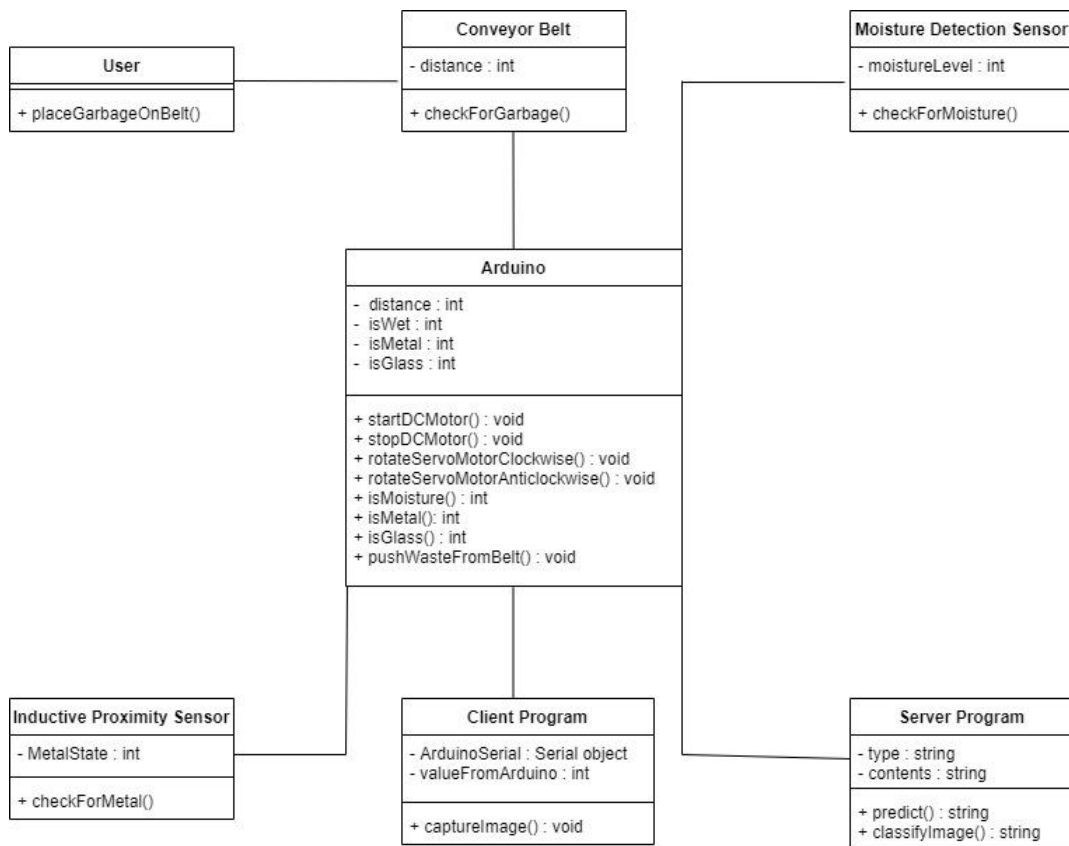 User
+ placeGarbageOnBelt()
Conveyor Belt
- distance : int
+ checkForGarbage()
Moisture Detection Sensor
- moistureLevel : int
+ checkForMoisture()
Arduino
- distance : int
- isWet : int
- isMetal : int
- isGlass : int
+ startDCMotor() : void
+ stopDCMotor() : void
+ rotateServoMotorClockwise() : void
+ rotateServoMotorAnticlockwise() : void
+ isMoisture() : int
+ isMetal(): int
+ isGlass() : int
+ pushWasteFromBelt() : void
Inductive Proximity Sensor
- MetalState : int
+ checkForMetal()
Client Program
- ArduinoSerial : Serial object
- valueFromArduino : int
+ captureImage() : void
Server Program
- type : string
- contents : string
+ predict() : string
+ classifyImage() : string